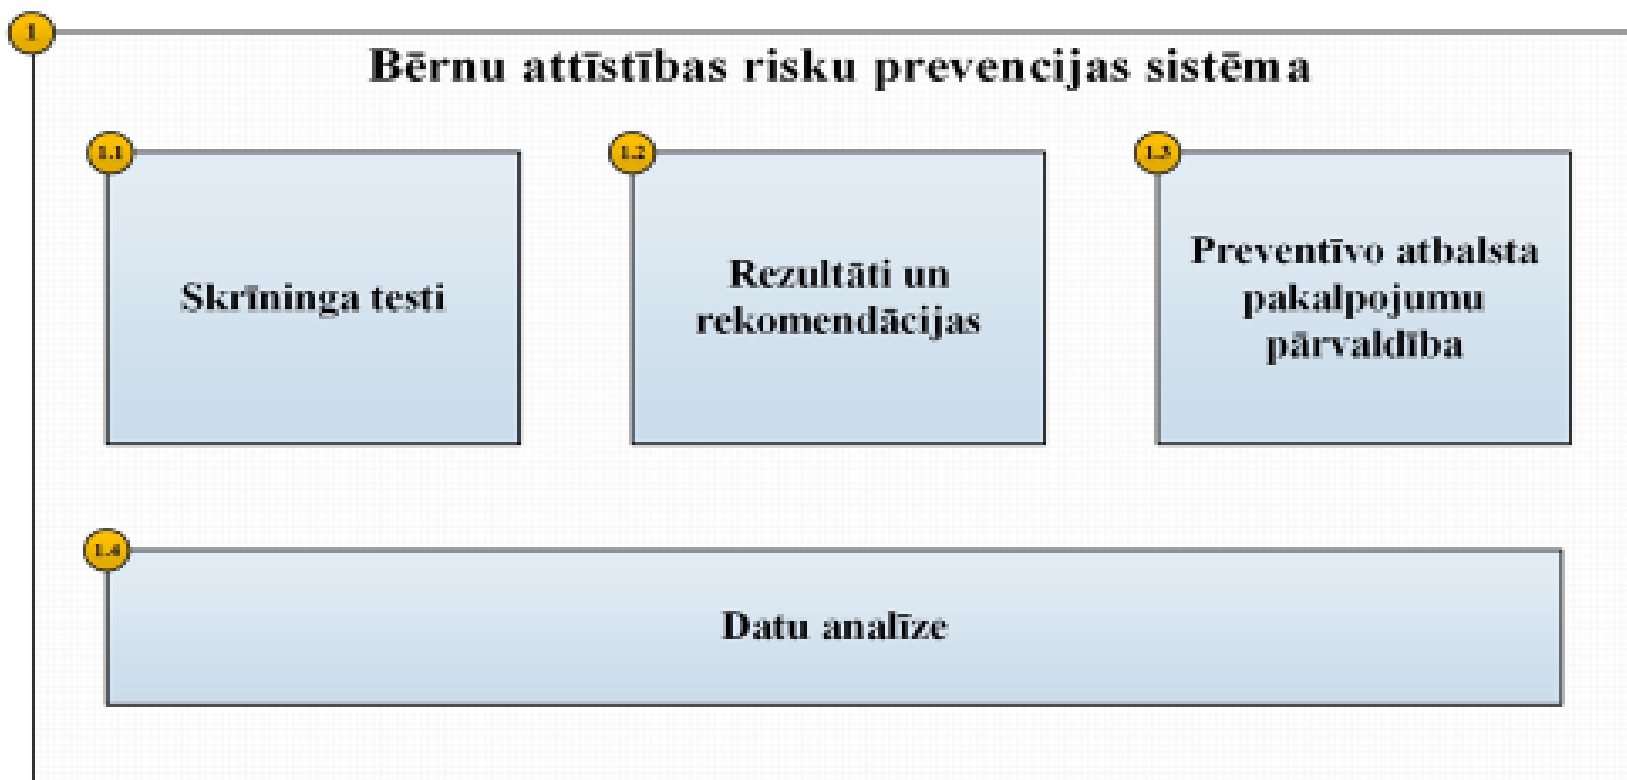 1
Bērnu attīstības risku prevencijas sistēma
1.1
1.2
1.3
Skrīninga testi
Rezultāti un
rekomendācijas
Preventīvo atbalsta
pakalpojumu
pārvaldība
1.4
Datu analīze